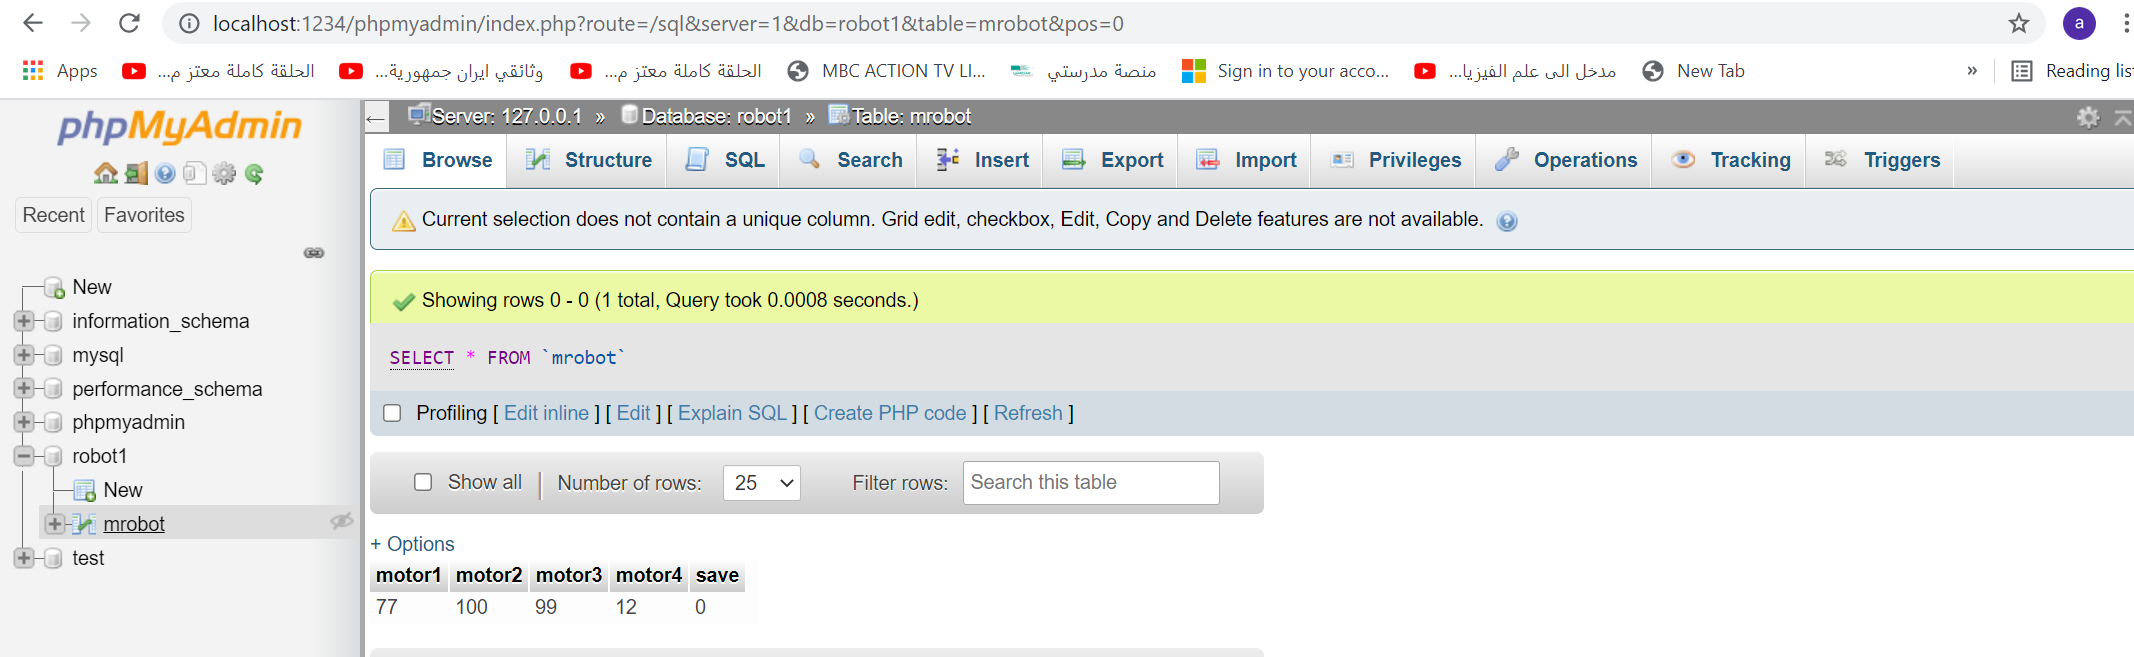 localhost:1234/phpmyadmin/index.php?route=/sql&server=1&db=robot1&table=mrobot&pos=0
a
Apps
الحلقة كاملة معتز م...
وثائقي ايران جمهورية...
الحلقة كاملة معتز م...
MBC ACTION TV LI...
منصة مدرستي
Sign in to your acco...
مدخل الى علم الفيزيا...
New Tab
»
Reading list
phpMyAdmin
Recent
Favorites
New
information_schema
mysql
performance_schema
phpmyadmin
robot1
New
mrobot
test
Server: 127.0.0.1 » Database: robot1 » Table: mrobot
Browse Structure SQL Search Insert Export Import Privileges Operations Tracking Triggers
Current selection does not contain a unique column. Grid edit, checkbox, Edit, Copy and Delete features are not available.
Showing rows 0 - 0 (1 total, Query took 0.0008 seconds.)
SELECT * FROM `mrobot`
Profiling [ Edit inline ] [ Edit ] [ Explain SQL ] [ Create PHP code ] [ Refresh ]
Show all | Number of rows: 25 Filter rows: Search this table
+ Options
motor1 motor2 motor3 motor4 save
77 100 99 12 0